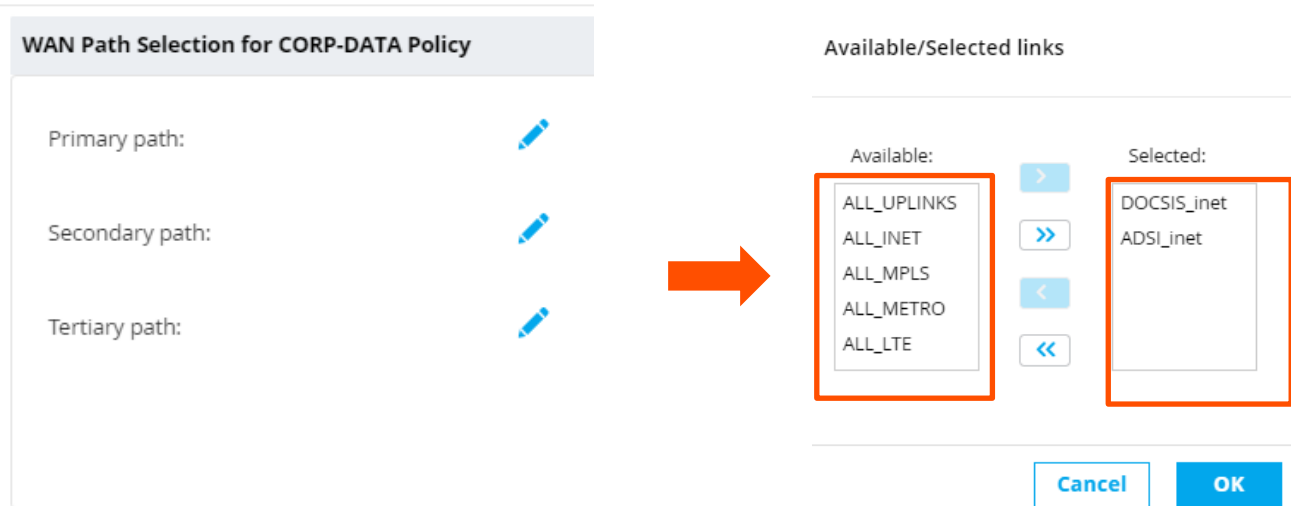 WAN Path Selection for CORP-DATA Policy
Primary path:
Secondary path:
Tertiary path:
Available/Selected links
Available:
Selected:
ALL_UPLINKS
ALL_INET
ALL_MPLS
ALL_METRO
ALL_LTE
DOCSIS_inet
ADSI_inet
Cancel
OK